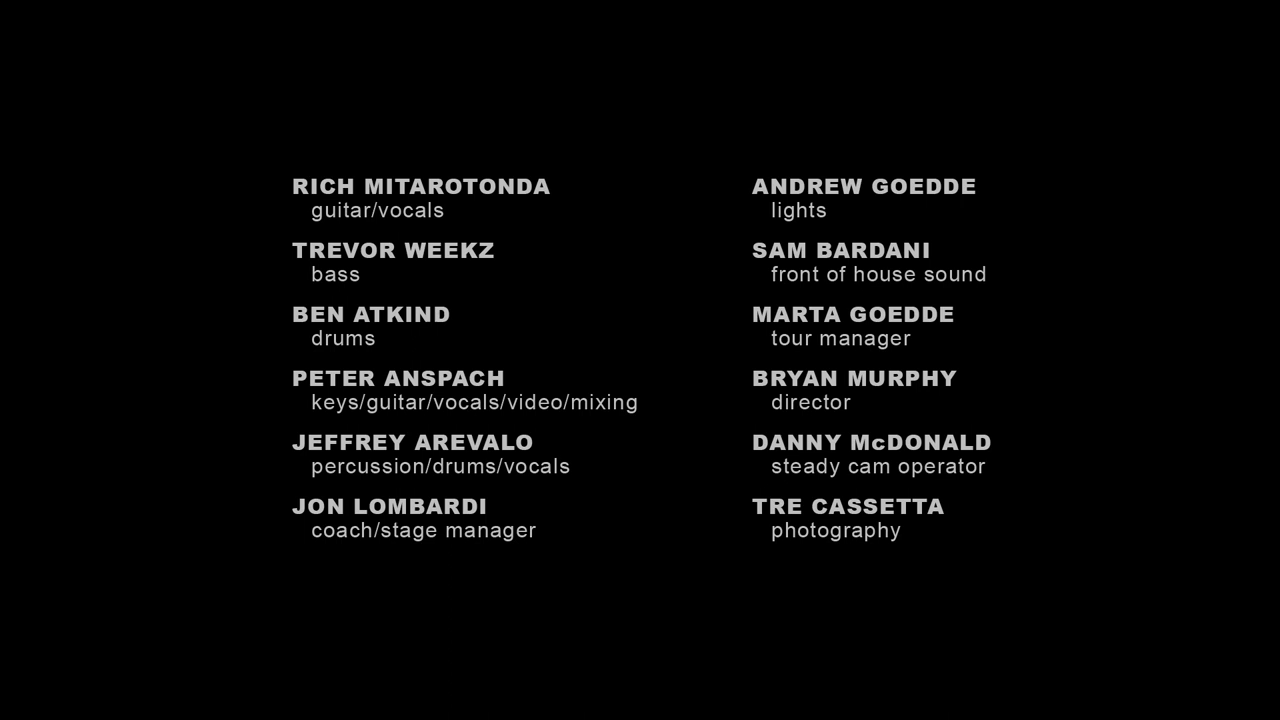 RICH MITAROTONDA
guitar/vocals
TREVOR WEEKZ
bass
BEN ATKIND
drums
PETER ANSPACH
keys/guitar/vocals/video/mixing
JEFFREY AREVALO
percussion/drums/vocals
JON LOMBARDI
coach/stage manager
ANDREW GOEDDE
lights
SAM BARDANI
front of house sound
MARTA GOEDDE
tour manager
BRYAN MURPHY
director
DANNY McDONALD
steady cam operator
TRE CASSETTA
photography